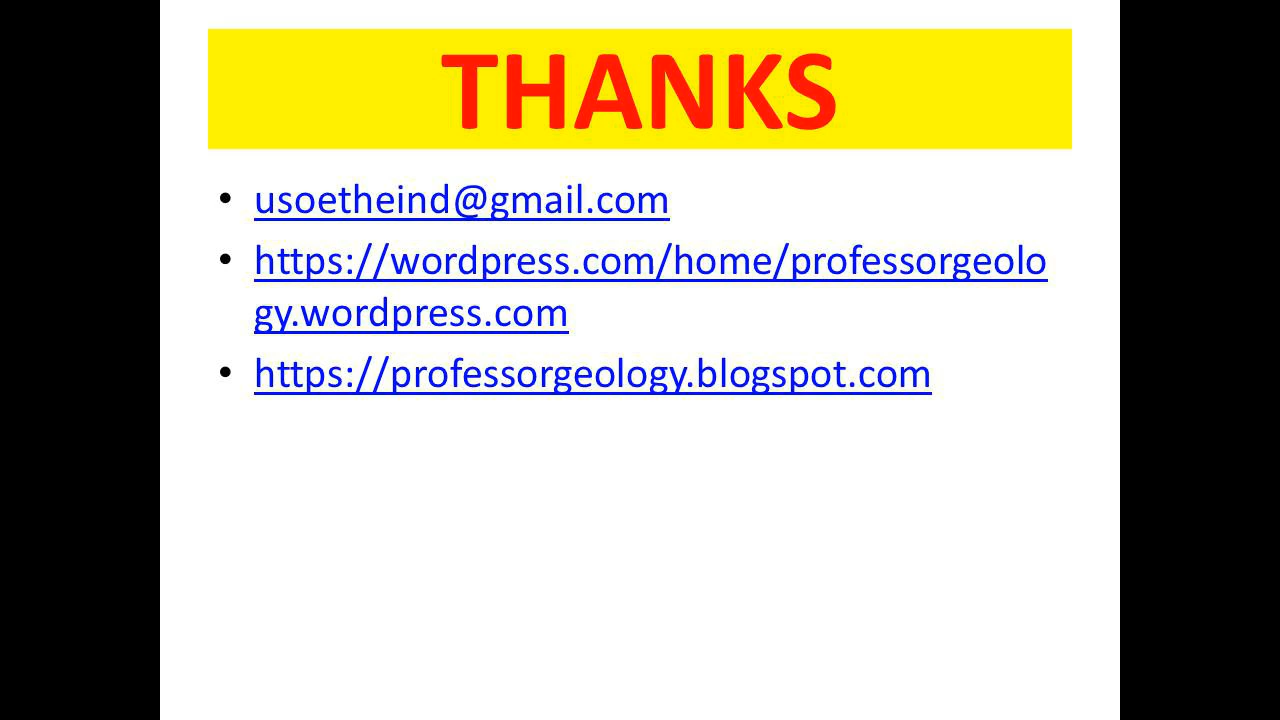 THANKS
• usoetheind@gmail.com
• https://wordpress.com/home/professorgeolo
gy.wordpress.com
• https://professorgeology.blogspot.com